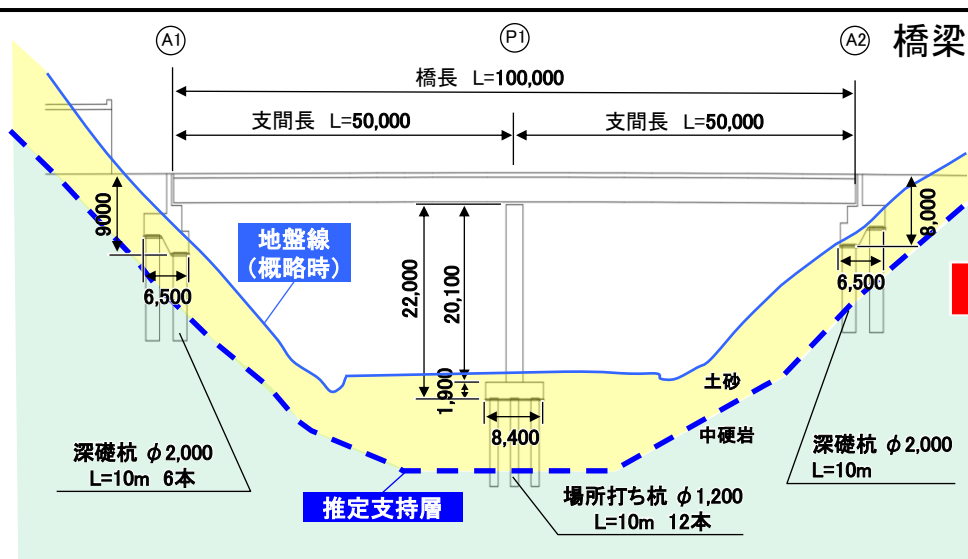 A1
P1
A2
橋梁
橋長 L=100,000
支間長 L=50,000
支間長 L=50,000
9000
8,000
地盤線
(概略時)
22,000
20,100
6,500
6,500
1,900
土砂
8,400
中硬岩
深礎杭 φ2,000
L=10m 6本
深礎杭 φ2,000
L=10m
推定支持層
場所打ち杭 φ1,200
L=10m 12本